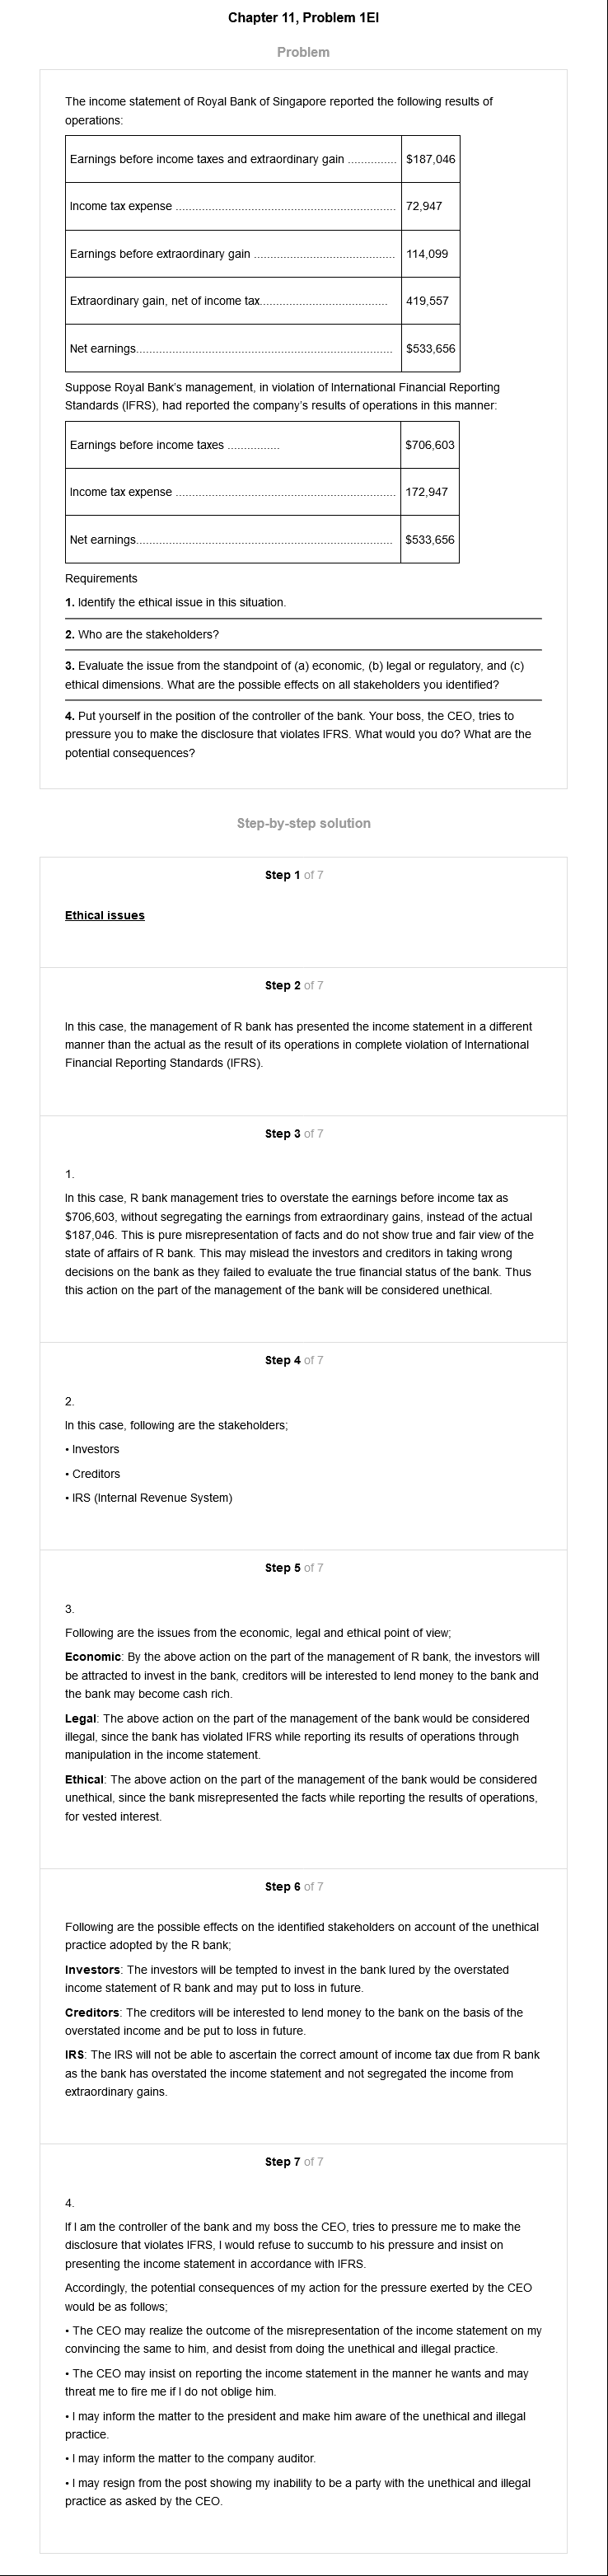 Chapter 11, Problem 1EI
Problem
The income statement of Royal Bank of Singapore reported the following results of
operations:
Earnings before income taxes and extraordinary gain ............... $187,046
Income tax expense .................................................................... 72,947
Earnings before extraordinary gain ........................................... 114,099
Extraordinary gain, net of income tax....................................... 419,557
Net earnings............................................................................... $533,656
Suppose Royal Bank's management, in violation of International Financial Reporting
Standards (IFRS), had reported the company's results of operations in this manner:
Earnings before income taxes ................ $706,603
Income tax expense .................................................................... 172,947
Net earnings............................................................................... $533,656
Requirements
1. Identify the ethical issue in this situation.
2. Who are the stakeholders?
3. Evaluate the issue from the standpoint of (a) economic, (b) legal or regulatory, and (c)
ethical dimensions. What are the possible effects on all stakeholders you identified?
4. Put yourself in the position of the controller of the bank. Your boss, the CEO, tries to
pressure you to make the disclosure that violates IFRS. What would you do? What are the
potential consequences?
Step-by-step solution
Step 1 of 7
Ethical issues
Step 2 of 7
In this case, the management of R bank has presented the income statement in a different
manner than the actual as the result of its operations in complete violation of International
Financial Reporting Standards (IFRS).
Step 3 of 7
1.
In this case, R bank management tries to overstate the earnings before income tax as
$706,603, without segregating the earnings from extraordinary gains, instead of the actual
$187,046. This is pure misrepresentation of facts and do not show true and fair view of the
state of affairs of R bank. This may mislead the investors and creditors in taking wrong
decisions on the bank as they failed to evaluate the true financial status of the bank. Thus
this action on the part of the management of the bank will be considered unethical.
Step 4 of 7
2.
In this case, following are the stakeholders;
• Investors
• Creditors
• IRS (Internal Revenue System)
Step 5 of 7
3.
Following are the issues from the economic, legal and ethical point of view;
Economic: By the above action on the part of the management of R bank, the investors will
be attracted to invest in the bank, creditors will be interested to lend money to the bank and
the bank may become cash rich.
Legal: The above action on the part of the management of the bank would be considered
illegal, since the bank has violated IFRS while reporting its results of operations through
manipulation in the income statement.
Ethical: The above action on the part of the management of the bank would be considered
unethical, since the bank misrepresented the facts while reporting the results of operations,
for vested interest.
Step 6 of 7
Following are the possible effects on the identified stakeholders on account of the unethical
practice adopted by the R bank;
Investors: The investors will be tempted to invest in the bank lured by the overstated
income statement of R bank and may put to loss in future.
Creditors: The creditors will be interested to lend money to the bank on the basis of the
overstated income and be put to loss in future.
IRS: The IRS will not be able to ascertain the correct amount of income tax due from R bank
as the bank has overstated the income statement and not segregated the income from
extraordinary gains.
Step 7 of 7
4.
If I am the controller of the bank and my boss the CEO, tries to pressure me to make the
disclosure that violates IFRS, I would refuse to succumb to his pressure and insist on
presenting the income statement in accordance with IFRS.
Accordingly, the potential consequences of my action for the pressure exerted by the CEO
would be as follows;
• The CEO may realize the outcome of the misrepresentation of the income statement on my
convincing the same to him, and desist from doing the unethical and illegal practice.
• The CEO may insist on reporting the income statement in the manner he wants and may
threat me to fire me if I do not oblige him.
• I may inform the matter to the president and make him aware of the unethical and illegal
practice.
• I may inform the matter to the company auditor.
• I may resign from the post showing my inability to be a party with the unethical and illegal
practice as asked by the CEO.